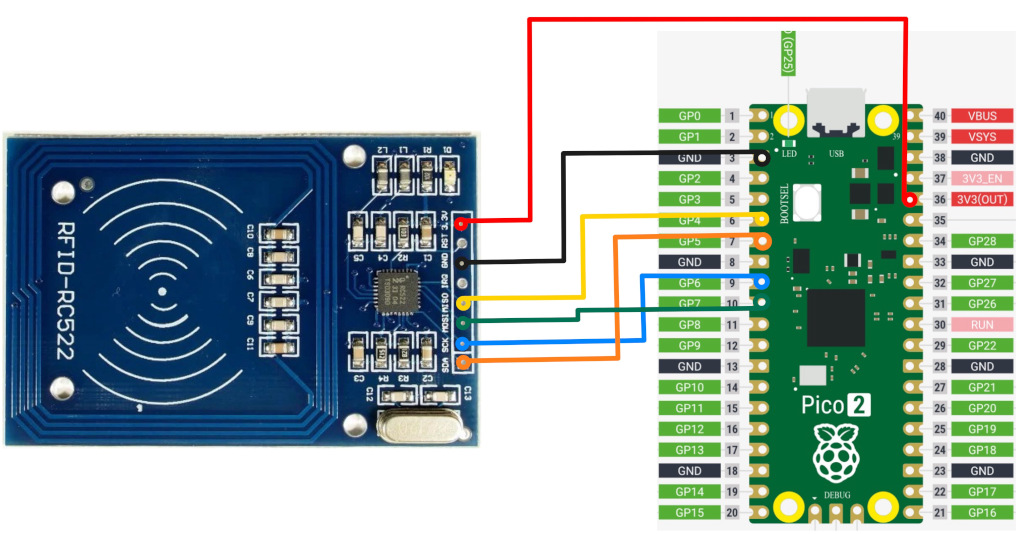 RFID-RC522
C10
C8
C6
C7
C9
C11
L2
L1
R1
D1
C5
C4
R2
C1
C3
R4
R3
C2
C12
C13
3.3V
RST
GND
IRQ
MISO
MOSI
SCK
SDA
(GP25)
GP0 1
GP1 2
GND 3
GP2 4
GP3 5
GP4 6
GP5 7
GND 8
GP6 9
GP7 10
GP8 11
GP9 12
GND 13
GP10 14
GP11 15
GP12 16
GP13 17
GND 18
GP14 19
GP15 20
1
2
39
LED
USB
BOOTSEL
Pico 2
DEBUG
40 VBUS
39 VSYS
38 GND
37 3V3_EN
36 3V3(OUT)
35
34 GP28
33 GND
32 GP27
31 GP26
30 RUN
29 GP22
28 GND
27 GP21
26 GP20
25 GP19
24 GP18
23 GND
22 GP17
21 GP16